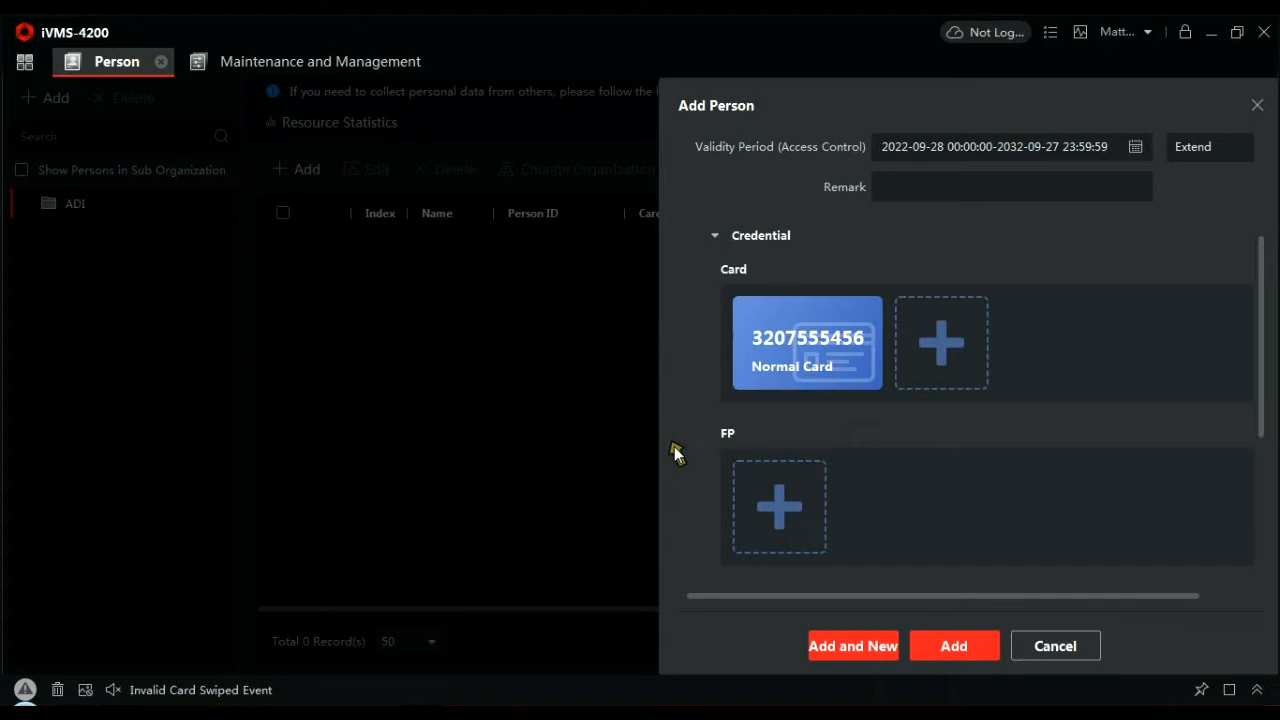 iVMS-4200
Not Log...
Matt...
Person
Maintenance and Management
Add
Delete
Search
Show Persons in Sub Organization
ADI
If you need to collect personal data from others, please follow the l
Resource Statistics
Add
Edit
Delete
Change Organization
Index
Name
Person ID
Card
Total 0 Record(s)
50
Add Person
Validity Period (Access Control)
2022-09-28 00:00:00-2032-09-27 23:59:59
Extend
Remark
Credential
Card
3207555456
Normal Card
FP
Add and New
Add
Cancel
Invalid Card Swiped Event